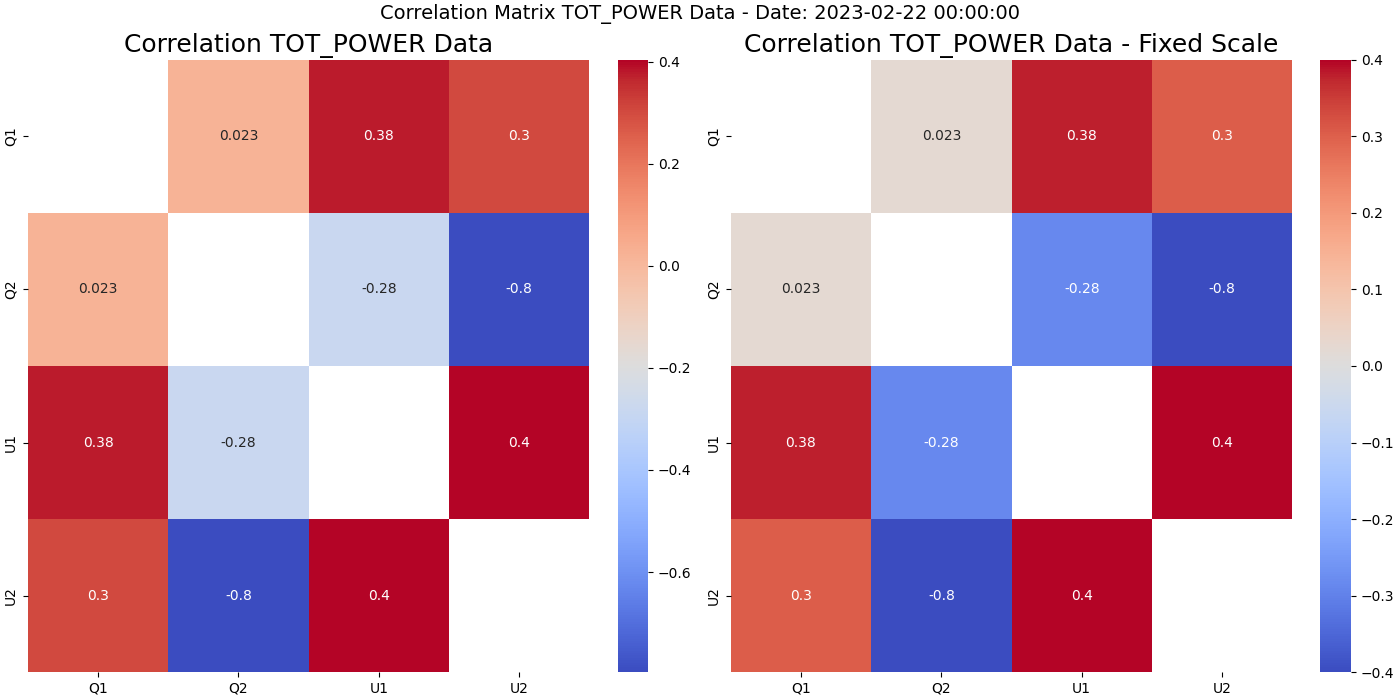 Correlation Matrix TOT_POWER Data - Date: 2023-02-22 00:00:00
Correlation TOT_POWER Data
Q1
0.023
0.38
0.3
Q2
0.023
-0.28
-0.8
U1
0.38
-0.28
0.4
U2
0.3
-0.8
0.4
Q1
Q2
U1
U2
0.4
0.2
0.0
−0.2
−0.4
−0.6
Correlation TOT_POWER Data - Fixed Scale
Q1
0.023
0.38
0.3
Q2
0.023
-0.28
-0.8
U1
0.38
-0.28
0.4
U2
0.3
-0.8
0.4
Q1
Q2
U1
U2
0.4
0.3
0.2
0.1
0.0
−0.1
−0.2
−0.3
−0.4